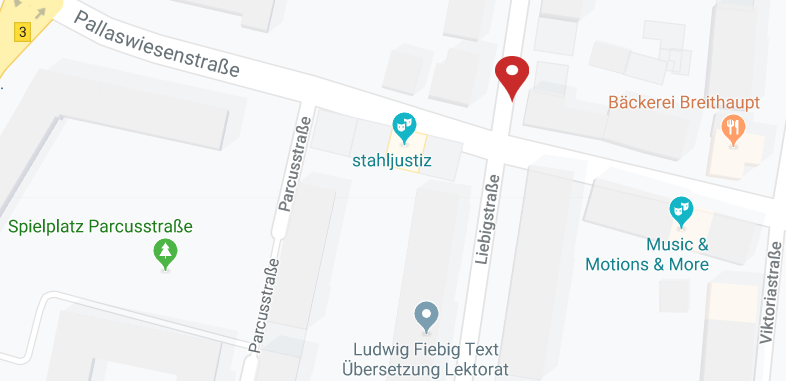 Pallaswiesenstraße
3
Bäckerei Breithaupt
Parcusstraße
stahljustiz
Liebigstraße
Spielplatz Parcusstraße
Music &
Motions & More
Viktoriastraße
Parcusstraße
Ludwig Fiebig Text
Übersetzung Lektorat